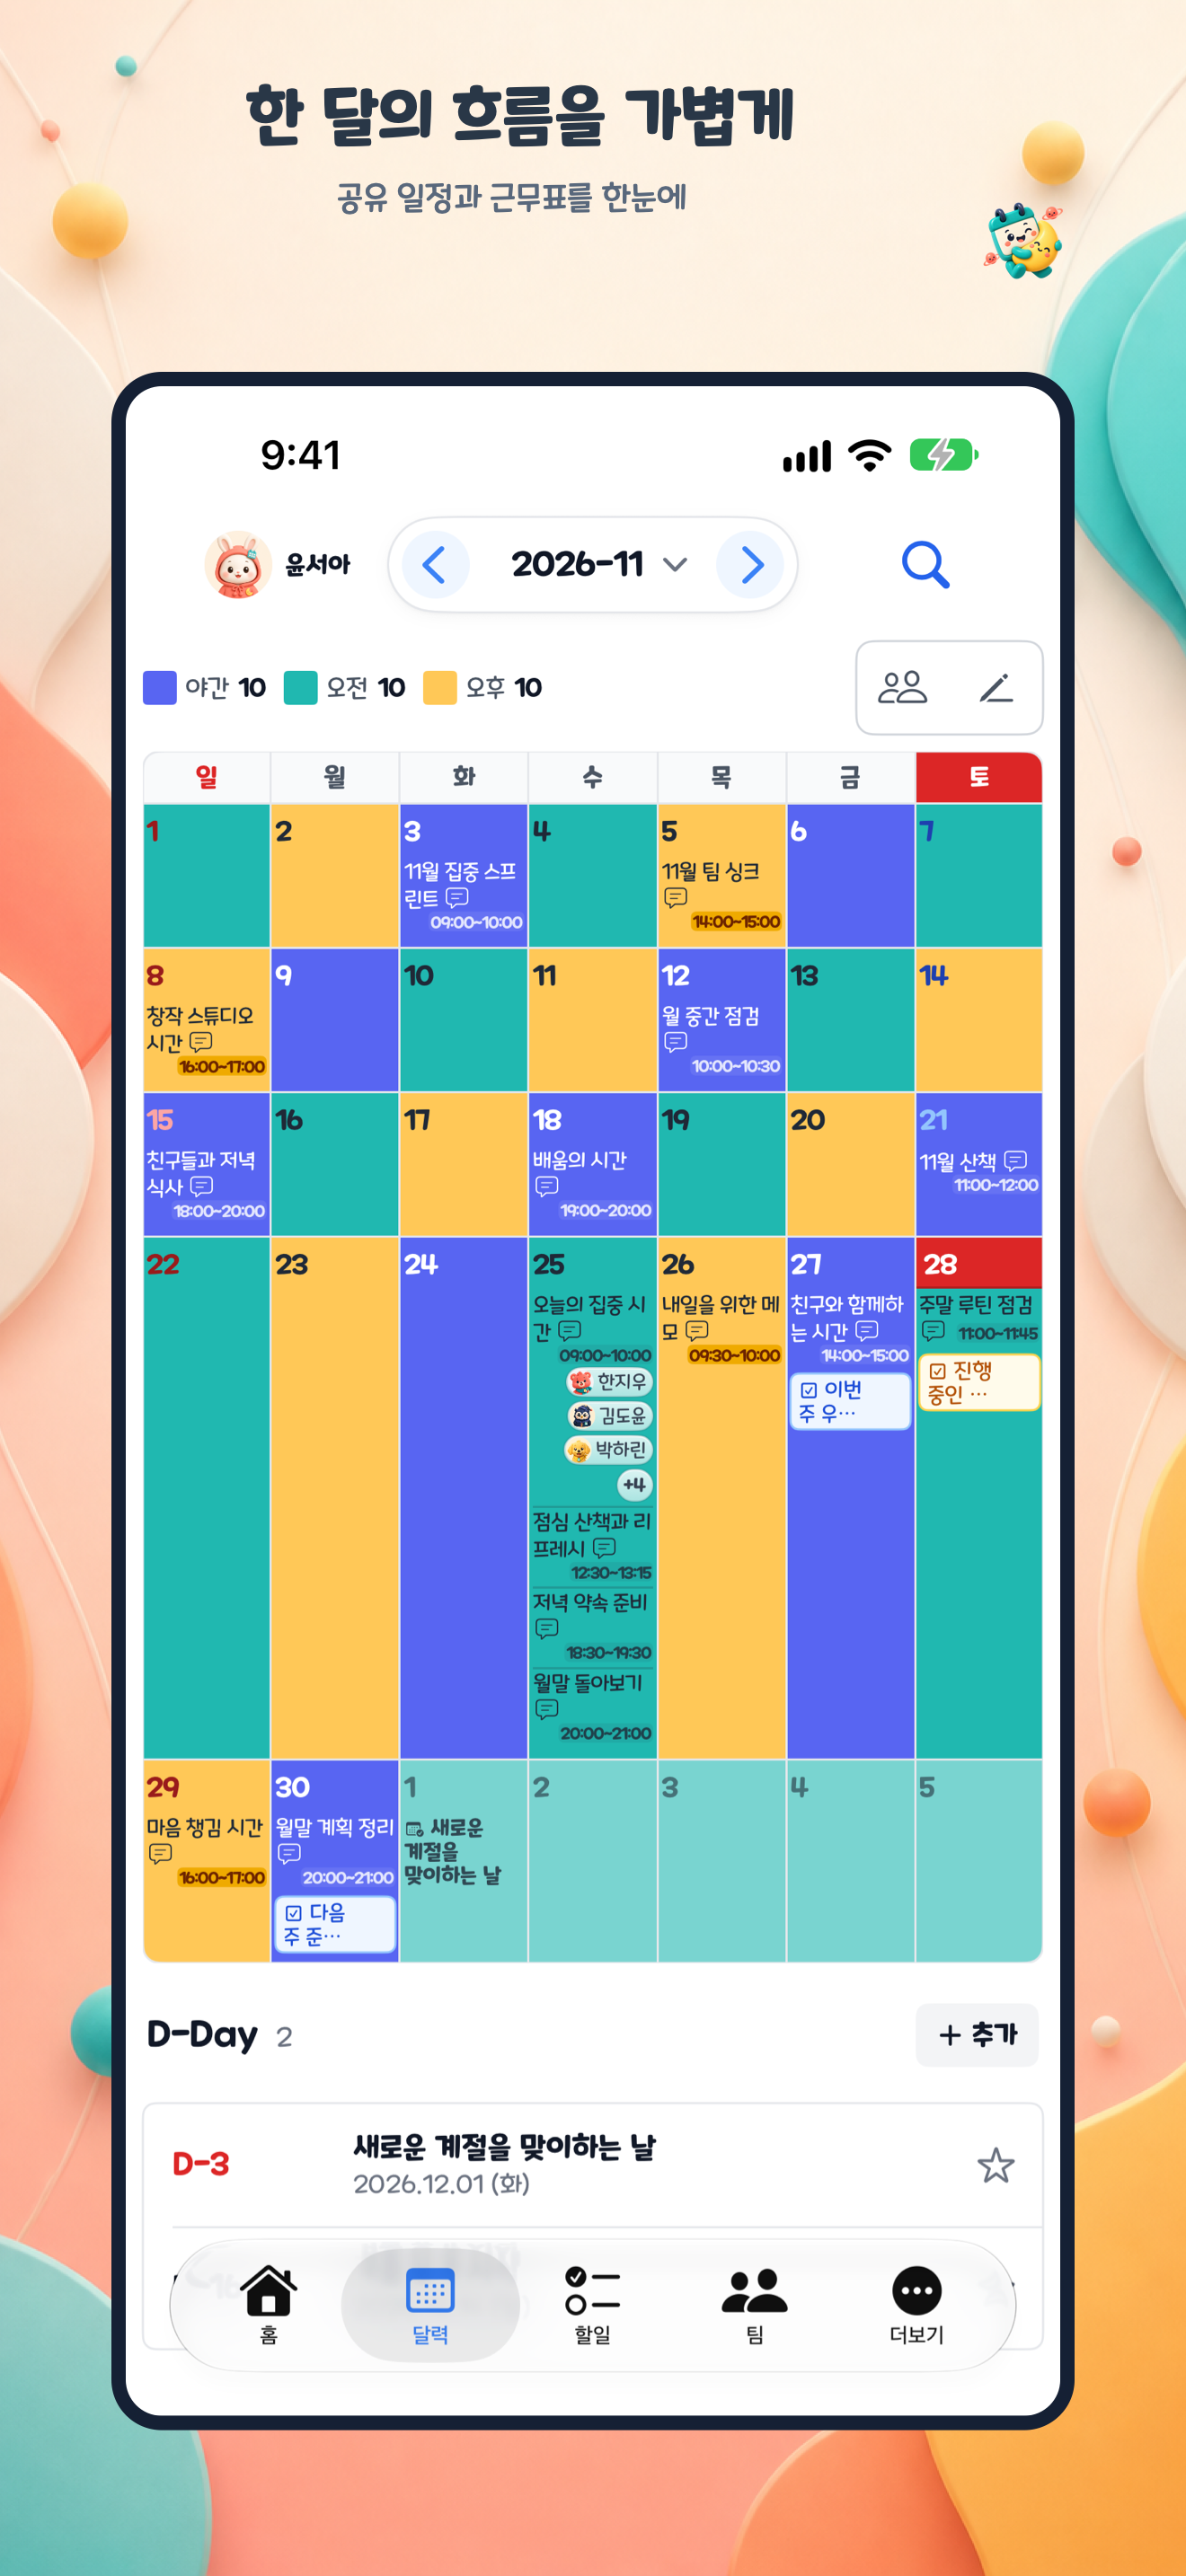 한 달의 흐름을 가볍게
공유 일정과 근무표를 한눈에
9:41
윤서아
2026-11
야간 10 오전 10 오후 10
일 월 화 수 목 금 토
1 2 3 4 5 6 7
11월 집중 스프
린트
09:00~10:00
11월 팀 싱크
14:00~15:00
8 9 10 11 12 13 14
창작 스튜디오
시간
16:00~17:00
월 중간 점검
10:00~10:30
15 16 17 18 19 20 21
친구들과 저녁
식사
18:00~20:00
배움의 시간
19:00~20:00
11월 산책
11:00~12:00
22 23 24 25 26 27 28
오늘의 집중 시
간
09:00~10:00
한지우
김도윤
박하린
+4
점심 산책과 리
프레시
12:30~13:15
저녁 약속 준비
18:30~19:30
월말 돌아보기
20:00~21:00
내일을 위한 메
모
09:30~10:00
친구와 함께하
는 시간
14:00~15:00
이번
주 우…
주말 루틴 점검
11:00~11:45
진행
중인 …
29 30 1 2 3 4 5
마음 챙김 시간
16:00~17:00
월말 계획 정리
20:00~21:00
다음
주 준…
새로운
계절을
맞이하는 날
D-Day 2
+ 추가
D-3
새로운 계절을 맞이하는 날
2026.12.01 (화)
홈 달력 할일 팀 더보기